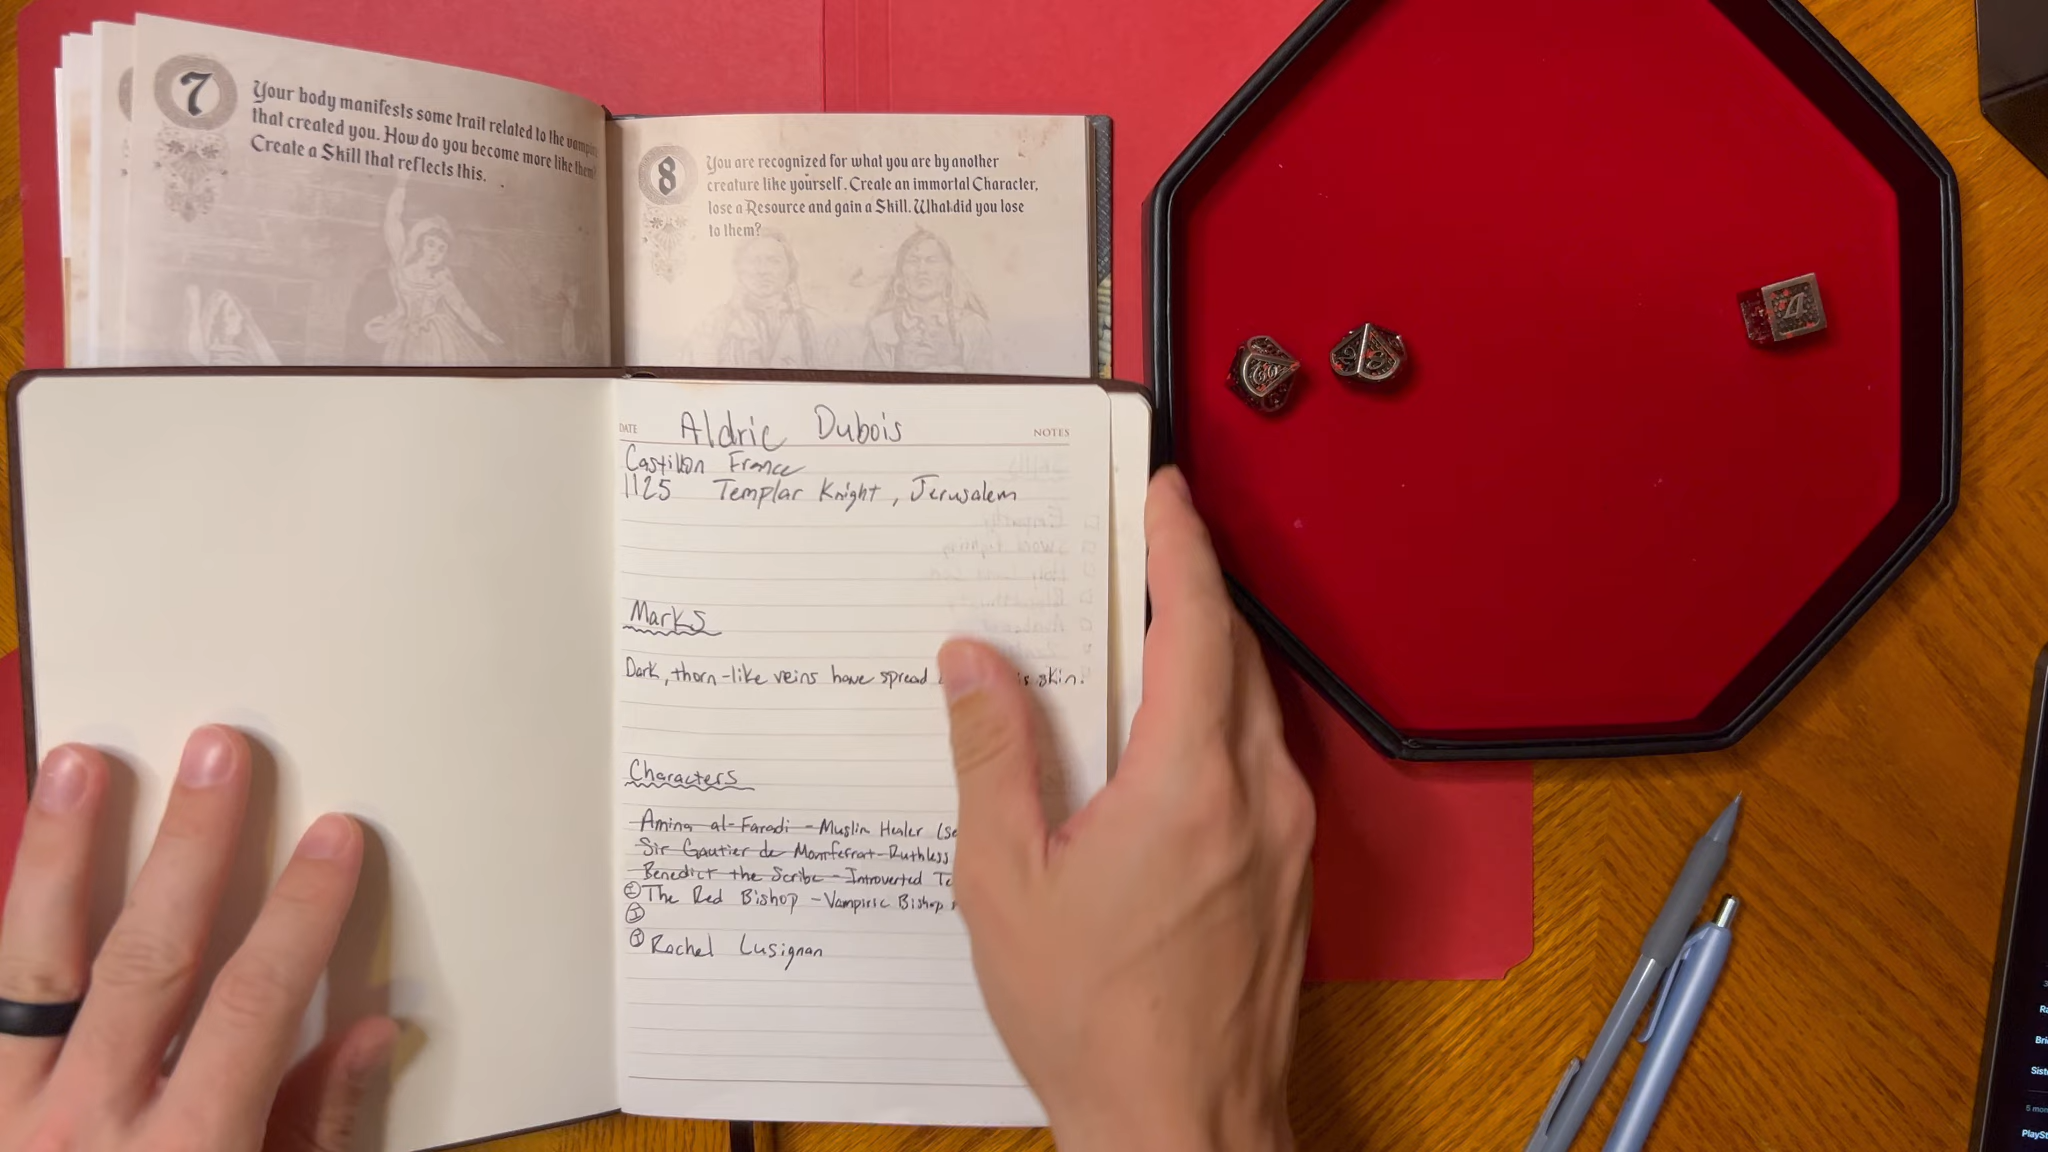 7
Your body manifests some trait related to the
that created you. How do you become more like them?
Create a Skill that reflects this.
8
You are recognized for what you are by another
creature like yourself. Create an immortal Character,
lose a Resource and gain a Skill. What did you lose
to them?
DATE Aldric Dubois NOTES
Castillon France
1125 Templar Knight, Jerusalem
Marks
Dark, thorn-like veins have spread skin.
Characters
Amina al-Faradi - Muslim Healer
Sir Gautier de Montferrat - Ruthless
Benedict the Scribe - Introverted
I The Red Bishop - Vampiric Bishop
I
I Rachel Lusignan
4